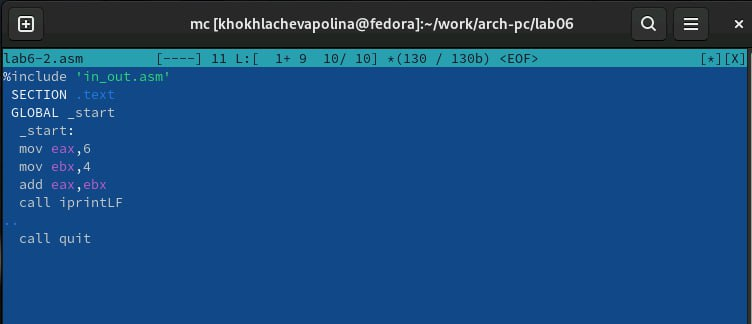 mc [khokhlachevapolina@fedora]:~/work/arch-pc/lab06
lab6-2.asm [----] 11 L:[ 1+ 9 10/ 10] *(130 / 130b) <EOF> [*][X]
%include 'in_out.asm'
SECTION .text
GLOBAL _start
_start:
mov eax,6
mov ebx,4
add eax,ebx
call iprintLF
..
call quit